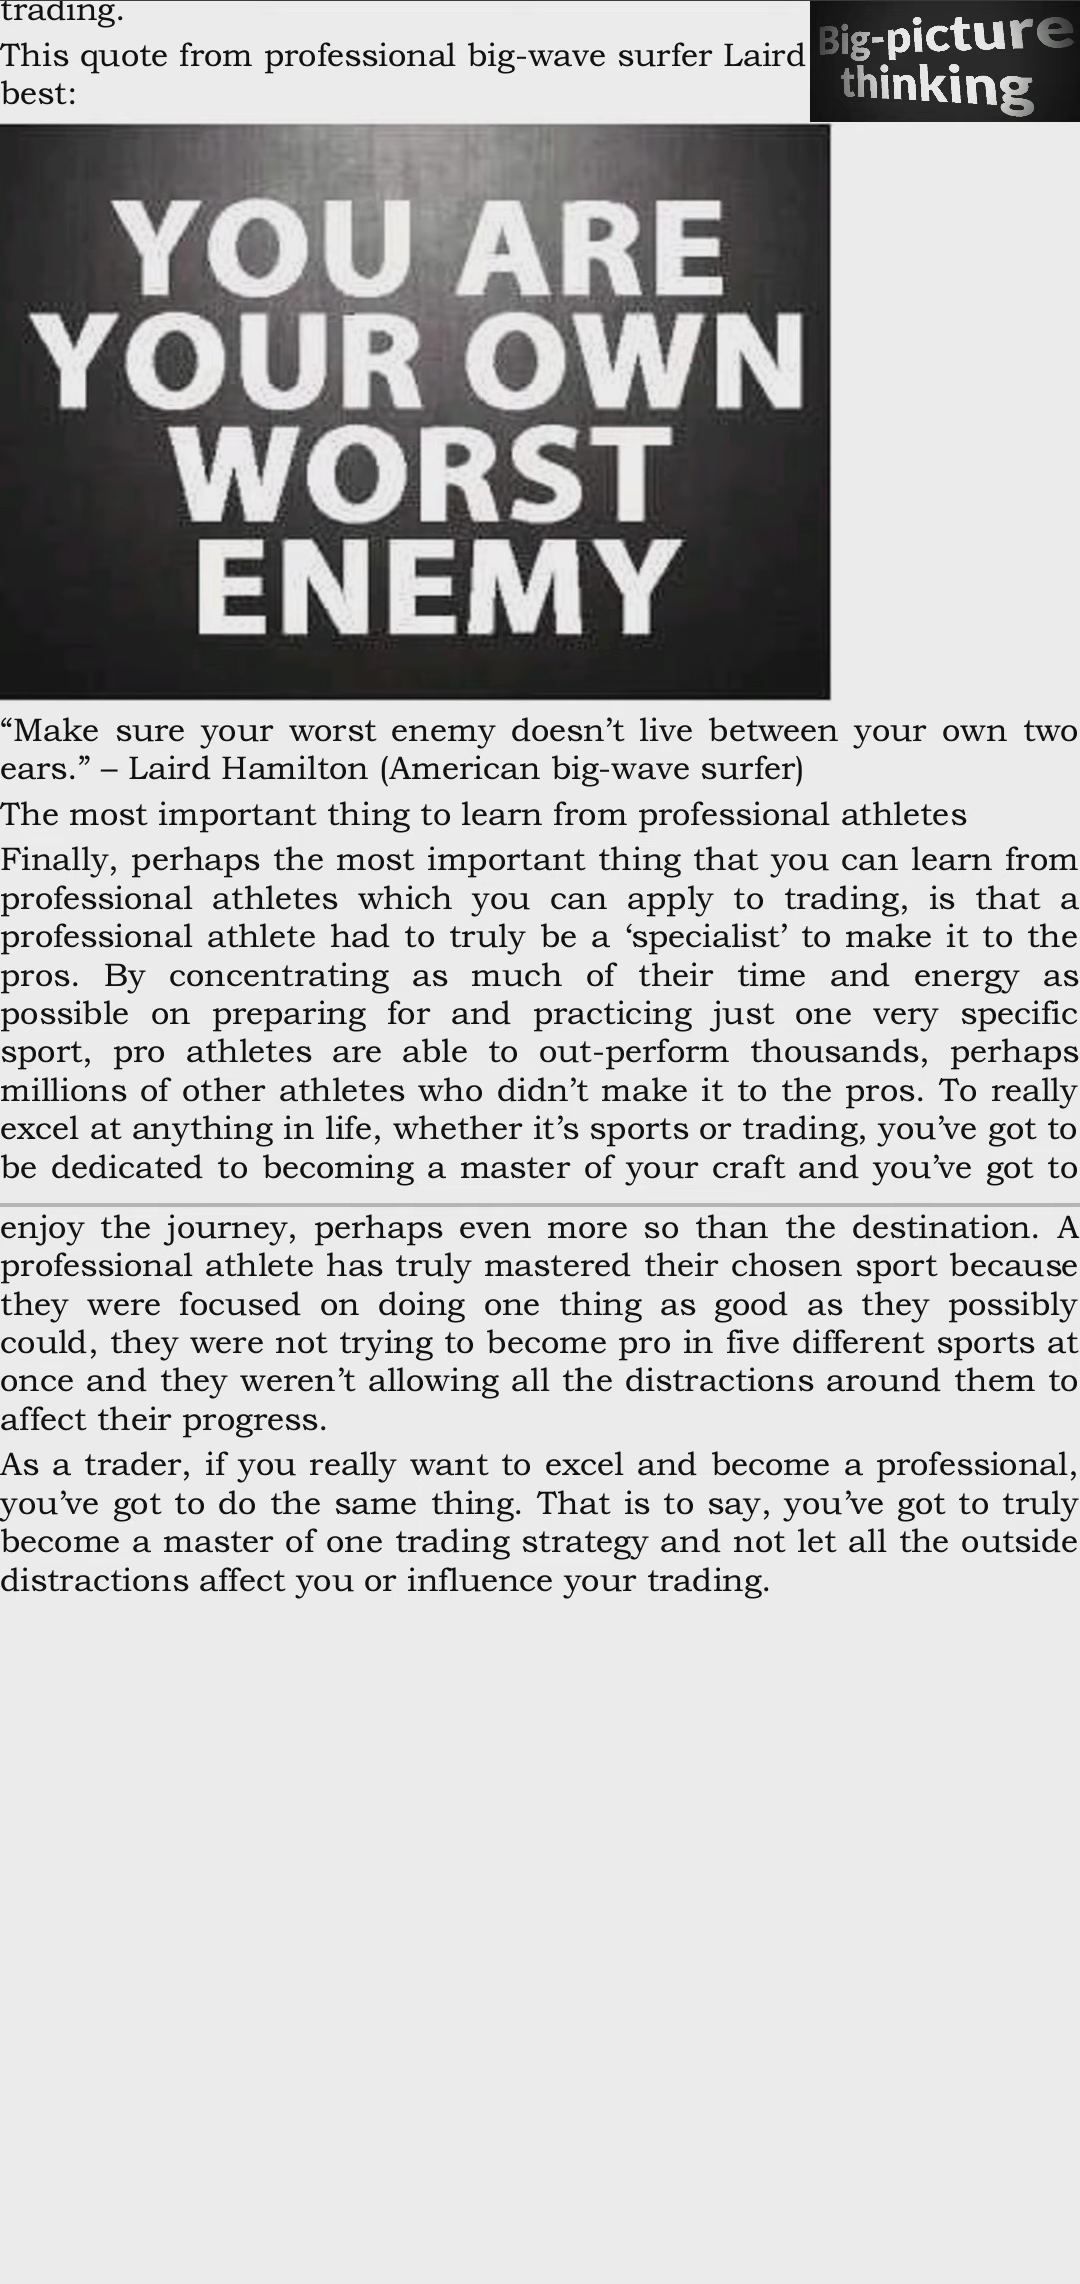 trading.
This quote from professional big-wave surfer Laird
best:
Big-picture
thinking
YOU ARE
YOUR OWN
WORST
ENEMY
“Make sure your worst enemy doesn’t live between your own two
ears.” – Laird Hamilton (American big-wave surfer)
The most important thing to learn from professional athletes
Finally, perhaps the most important thing that you can learn from
professional athletes which you can apply to trading, is that a
professional athlete had to truly be a ‘specialist’ to make it to the
pros. By concentrating as much of their time and energy as
possible on preparing for and practicing just one very specific
sport, pro athletes are able to out-perform thousands, perhaps
millions of other athletes who didn’t make it to the pros. To really
excel at anything in life, whether it’s sports or trading, you’ve got to
be dedicated to becoming a master of your craft and you’ve got to
enjoy the journey, perhaps even more so than the destination. A
professional athlete has truly mastered their chosen sport because
they were focused on doing one thing as good as they possibly
could, they were not trying to become pro in five different sports at
once and they weren’t allowing all the distractions around them to
affect their progress.
As a trader, if you really want to excel and become a professional,
you’ve got to do the same thing. That is to say, you’ve got to truly
become a master of one trading strategy and not let all the outside
distractions affect you or influence your trading.